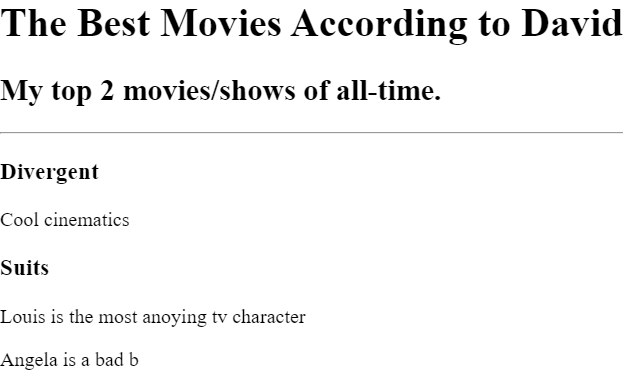 The Best Movies According to David
My top 2 movies/shows of all-time.
Divergent
Cool cinematics
Suits
Louis is the most anoying tv character
Angela is a bad b